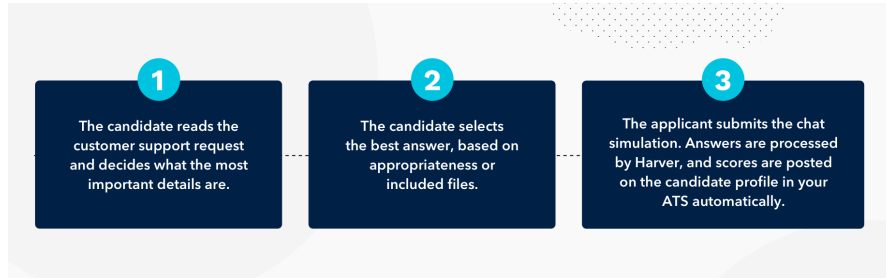 1
The candidate reads the
customer support request
and decides what the most
important details are.
2
The candidate selects
the best answer, based on
appropriateness or
included files.
3
The applicant submits the chat
simulation. Answers are processed
by Harver, and scores are posted
on the candidate profile in your
ATS automatically.